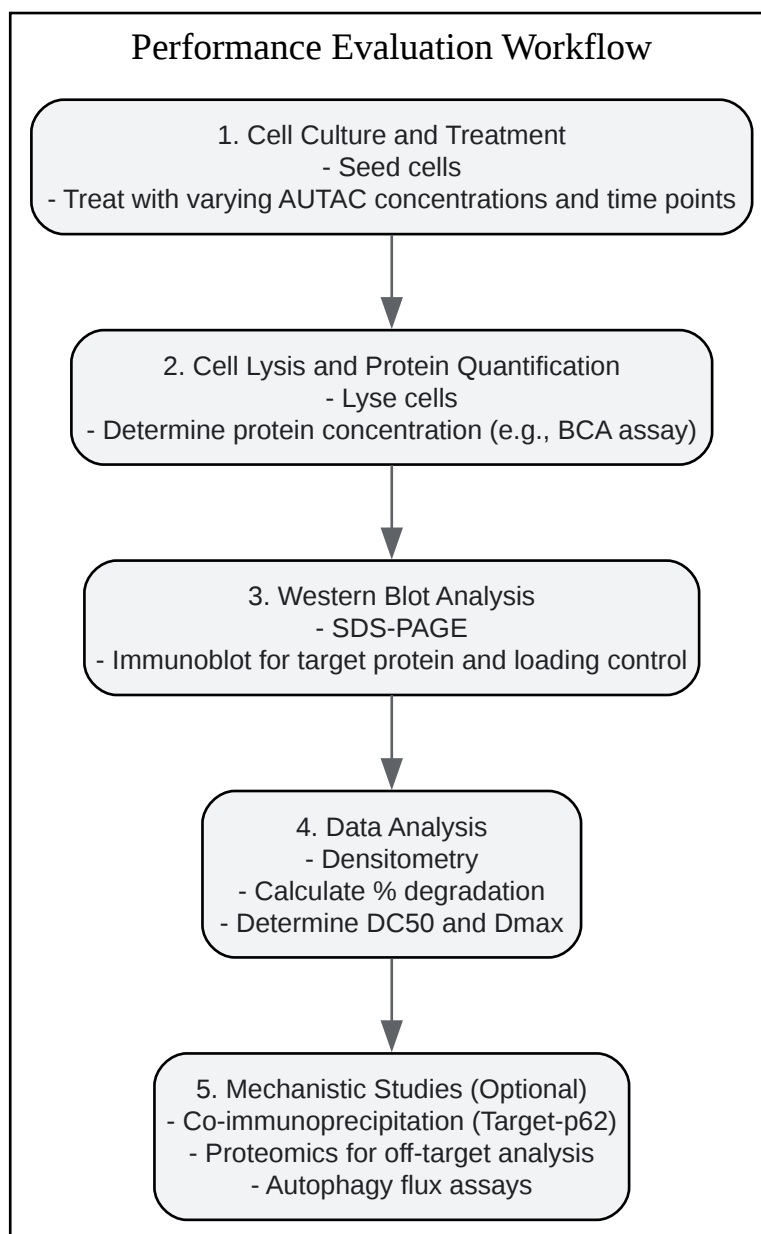 Performance Evaluation Workflow
1. Cell Culture and Treatment
- Seed cells
- Treat with varying AUTAC concentrations and time points
2. Cell Lysis and Protein Quantification
- Lyse cells
- Determine protein concentration (e.g., BCA assay)
3. Western Blot Analysis
- SDS-PAGE
- Immunoblot for target protein and loading control
4. Data Analysis
- Densitometry
- Calculate % degradation
- Determine DC50 and Dmax
5. Mechanistic Studies (Optional)
- Co-immunoprecipitation (Target-p62)
- Proteomics for off-target analysis
- Autophagy flux assays